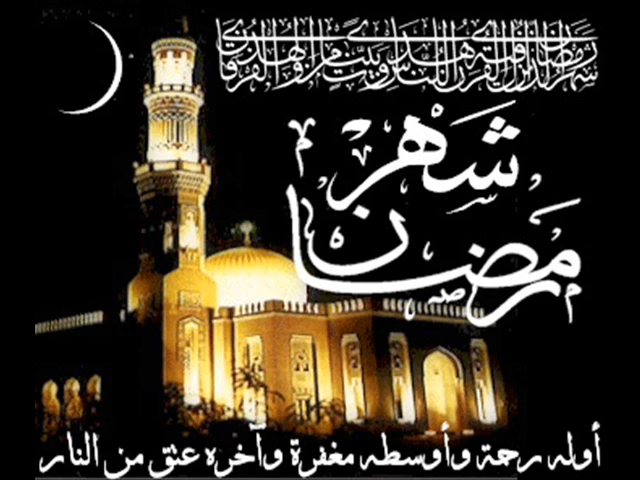 شهر رمضان الذي أنزل فيه القرآن هدى للناس وبينات من الهدى والفرقان
شهر
رمضان
أوله رحمة وأوسطه مغفرة وآخره عتق من النار